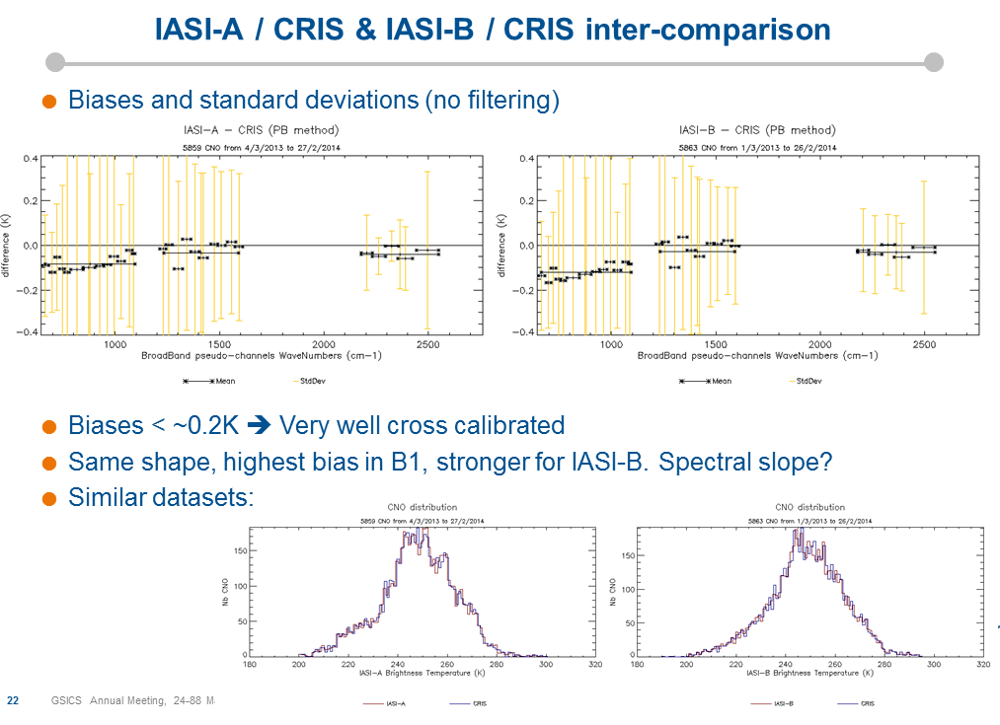 IASI-A / CRIS & IASI-B / CRIS inter-comparison
Biases and standard deviations (no filtering)
IASI-A - CRIS (PB method)
5859 CNO from 4/3/2013 to 27/2/2014
difference (K)
0.4
0.2
0.0
-0.2
-0.4
1000 1500 2000 2500
BroadBand pseudo-channels WaveNumbers (cm-1)
Mean StdDev
IASI-B - CRIS (PB method)
5863 CNO from 1/3/2013 to 26/2/2014
difference (K)
0.4
0.2
0.0
-0.2
-0.4
1000 1500 2000 2500
BroadBand pseudo-channels WaveNumbers (cm-1)
Mean StdDev
Biases < ~0.2K ➔ Very well cross calibrated
Same shape, highest bias in B1, stronger for IASI-B. Spectral slope?
Similar datasets:
CNO distribution
5859 CNO from 4/3/2013 to 27/2/2014
Nb CNO
150
100
50
0
180 200 220 240 260 280 300 320
IASI-A Brightness Temperature (K)
IASI-A CRIS
CNO distribution
5863 CNO from 1/3/2013 to 26/2/2014
Nb CNO
150
100
50
0
180 200 220 240 260 280 300 320
IASI-B Brightness Temperature (K)
IASI-B CRIS
22 GSICS Annual Meeting, 24-88